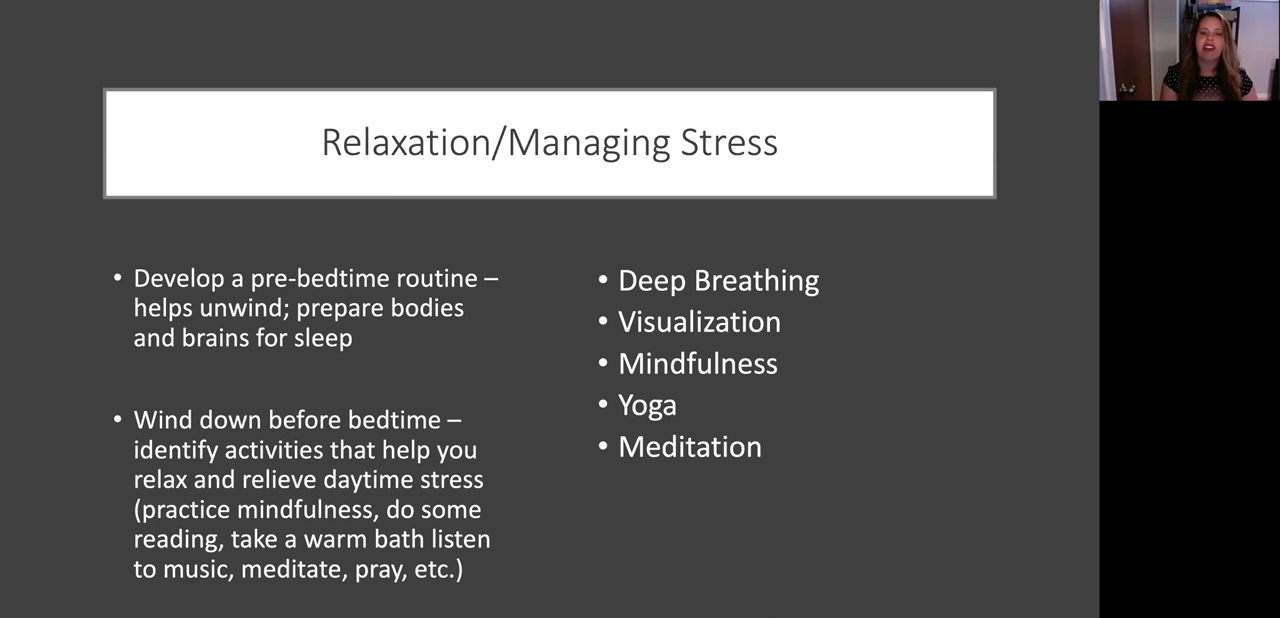 Relaxation/Managing Stress
• Develop a pre-bedtime routine –
helps unwind; prepare bodies
and brains for sleep
• Wind down before bedtime –
identify activities that help you
relax and relieve daytime stress
(practice mindfulness, do some
reading, take a warm bath listen
to music, meditate, pray, etc.)
• Deep Breathing
• Visualization
• Mindfulness
• Yoga
• Meditation